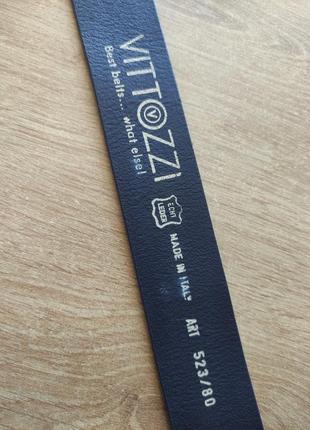 VITTOZZI
Best belts... what else!
ECHT
LEDER
MADE IN ITALY
ART 523/80